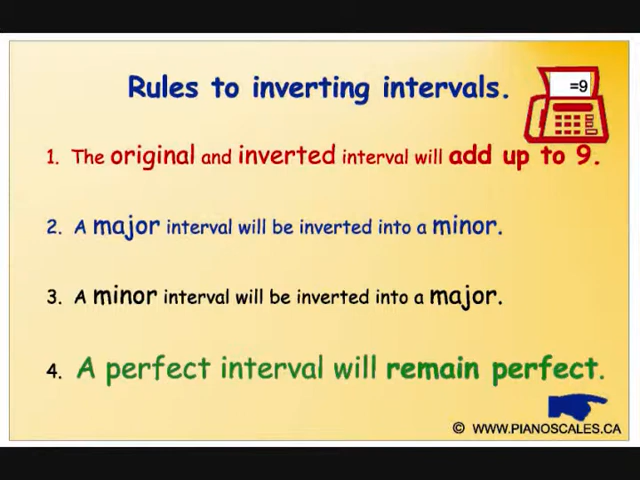 Rules to inverting intervals.
=9
1. The original and inverted interval will add up to 9.
2. A major interval will be inverted into a minor.
3. A minor interval will be inverted into a major.
4. A perfect interval will remain perfect.
© WWW.PIANOSCALES.CA